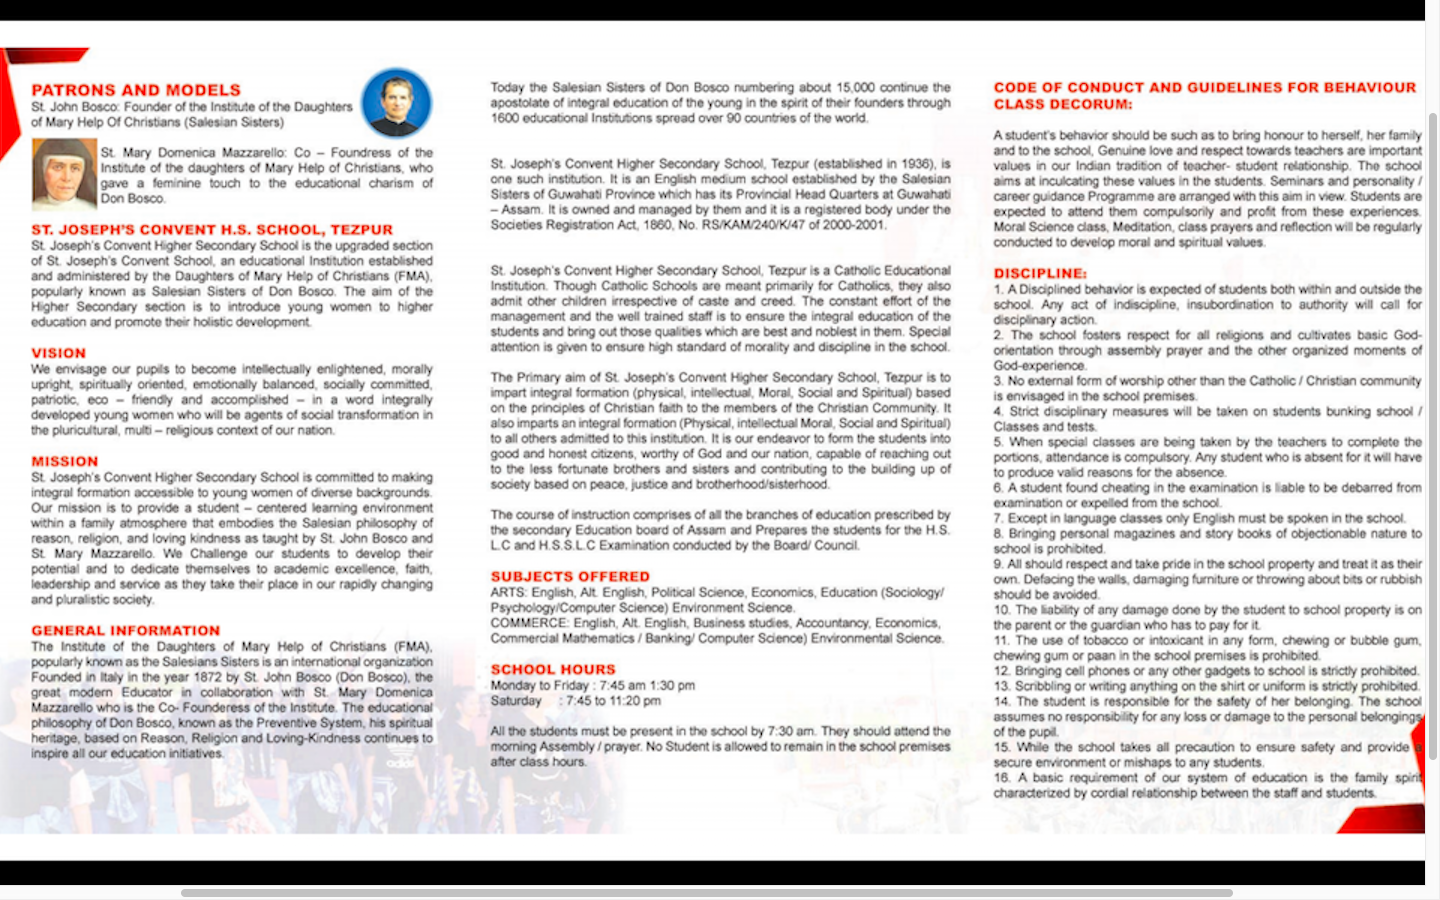 PATRONS AND MODELS
St. John Bosco: Founder of the Institute of the Daughters
of Mary Help Of Christians (Salesian Sisters)
St. Mary Domenica Mazzarello: Co – Foundress of the
Institute of the daughters of Mary Help of Christians, who
gave a feminine touch to the educational charism of
Don Bosco.
ST. JOSEPH'S CONVENT H.S. SCHOOL, TEZPUR
St. Joseph's Convent Higher Secondary School is the upgraded section
of St. Joseph's Convent School, an educational Institution established
and administered by the Daughters of Mary Help of Christians (FMA),
popularly known as Salesian Sisters of Don Bosco. The aim of the
Higher Secondary section is to introduce young women to higher
education and promote their holistic development.
VISION
We envisage our pupils to become intellectually enlightened, morally
upright, spiritually oriented, emotionally balanced, socially committed,
patriotic, eco – friendly and accomplished – in a word integrally
developed young women who will be agents of social transformation in
the pluricultural, multi – religious context of our nation.
MISSION
St. Joseph's Convent Higher Secondary School is committed to making
integral formation accessible to young women of diverse backgrounds.
Our mission is to provide a student – centered learning environment
within a family atmosphere that embodies the Salesian philosophy of
reason, religion, and loving kindness as taught by St. John Bosco and
St. Mary Mazzarello. We Challenge our students to develop their
potential and to dedicate themselves to academic excellence, faith,
leadership and service as they take their place in our rapidly changing
and pluralistic society.
GENERAL INFORMATION
The Institute of the Daughters of Mary Help of Christians (FMA),
popularly known as the Salesians Sisters is an international organization
Founded in Italy in the year 1872 by St. John Bosco (Don Bosco), the
great modern Educator in collaboration with St. Mary Domenica
Mazzarello who is the Co- Founderess of the Institute. The educational
philosophy of Don Bosco, known as the Preventive System, his spiritual
heritage, based on Reason, Religion and Loving-Kindness continues to
inspire all our education initiatives.
Today the Salesian Sisters of Don Bosco numbering about 15,000 continue the
apostolate of integral education of the young in the spirit of their founders through
1600 educational Institutions spread over 90 countries of the world.
St. Joseph's Convent Higher Secondary School, Tezpur (established in 1936), is
one such institution. It is an English medium school established by the Salesian
Sisters of Guwahati Province which has its Provincial Head Quarters at Guwahati
– Assam. It is owned and managed by them and it is a registered body under the
Societies Registration Act, 1860, No. RS/KAM/240/K/47 of 2000-2001.
St. Joseph's Convent Higher Secondary School, Tezpur is a Catholic Educational
Institution. Though Catholic Schools are meant primarily for Catholics, they also
admit other children irrespective of caste and creed. The constant effort of the
management and the well trained staff is to ensure the integral education of the
students and bring out those qualities which are best and noblest in them. Special
attention is given to ensure high standard of morality and discipline in the school.
The Primary aim of St. Joseph's Convent Higher Secondary School, Tezpur is to
impart integral formation (physical, intellectual, Moral, Social and Spiritual) based
on the principles of Christian faith to the members of the Christian Community. It
also imparts an integral formation (Physical, intellectual Moral, Social and Spiritual)
to all others admitted to this institution. It is our endeavor to form the students into
good and honest citizens, worthy of God and our nation, capable of reaching out
to the less fortunate brothers and sisters and contributing to the building up of
society based on peace, justice and brotherhood/sisterhood.
The course of instruction comprises of all the branches of education prescribed by
the secondary Education board of Assam and Prepares the students for the H.S.
L.C and H.S.S.L.C Examination conducted by the Board/ Council.
SUBJECTS OFFERED
ARTS: English, Alt. English, Political Science, Economics, Education (Sociology/
Psychology/Computer Science) Environment Science.
COMMERCE: English, Alt. English, Business studies, Accountancy, Economics,
Commercial Mathematics / Banking/ Computer Science) Environmental Science.
SCHOOL HOURS
Monday to Friday : 7:45 am 1:30 pm
Saturday : 7:45 to 11:20 pm
All the students must be present in the school by 7:30 am. They should attend the
morning Assembly / prayer. No Student is allowed to remain in the school premises
after class hours.
CODE OF CONDUCT AND GUIDELINES FOR BEHAVIOUR
CLASS DECORUM:
A student's behavior should be such as to bring honour to herself, her family
and to the school, Genuine love and respect towards teachers are important
values in our Indian tradition of teacher- student relationship. The school
aims at inculcating these values in the students. Seminars and personality /
career guidance Programme are arranged with this aim in view. Students are
expected to attend them compulsorily and profit from these experiences.
Moral Science class, Meditation, class prayers and reflection will be regularly
conducted to develop moral and spiritual values.
DISCIPLINE:
1. A Disciplined behavior is expected of students both within and outside the
school. Any act of indiscipline, insubordination to authority will call for
disciplinary action.
2. The school fosters respect for all religions and cultivates basic God-
orientation through assembly prayer and the other organized moments of
God-experience.
3. No external form of worship other than the Catholic / Christian community
is envisaged in the school premises.
4. Strict disciplinary measures will be taken on students bunking school /
Classes and tests.
5. When special classes are being taken by the teachers to complete the
portions, attendance is compulsory. Any student who is absent for it will have
to produce valid reasons for the absence.
6. A student found cheating in the examination is liable to be debarred from
examination or expelled from the school.
7. Except in language classes only English must be spoken in the school.
8. Bringing personal magazines and story books of objectionable nature to
school is prohibited.
9. All should respect and take pride in the school property and treat it as their
own. Defacing the walls, damaging furniture or throwing about bits or rubbish
should be avoided.
10. The liability of any damage done by the student to school property is on
the parent or the guardian who has to pay for it.
11. The use of tobacco or intoxicant in any form, chewing or bubble gum,
chewing gum or paan in the school premises is prohibited.
12. Bringing cell phones or any other gadgets to school is strictly prohibited.
13. Scribbling or writing anything on the shirt or uniform is strictly prohibited.
14. The student is responsible for the safety of her belonging. The school
assumes no responsibility for any loss or damage to the personal belongings
of the pupil.
15. While the school takes all precaution to ensure safety and provide a
secure environment or mishaps to any students.
16. A basic requirement of our system of education is the family spirit
characterized by cordial relationship between the staff and students.